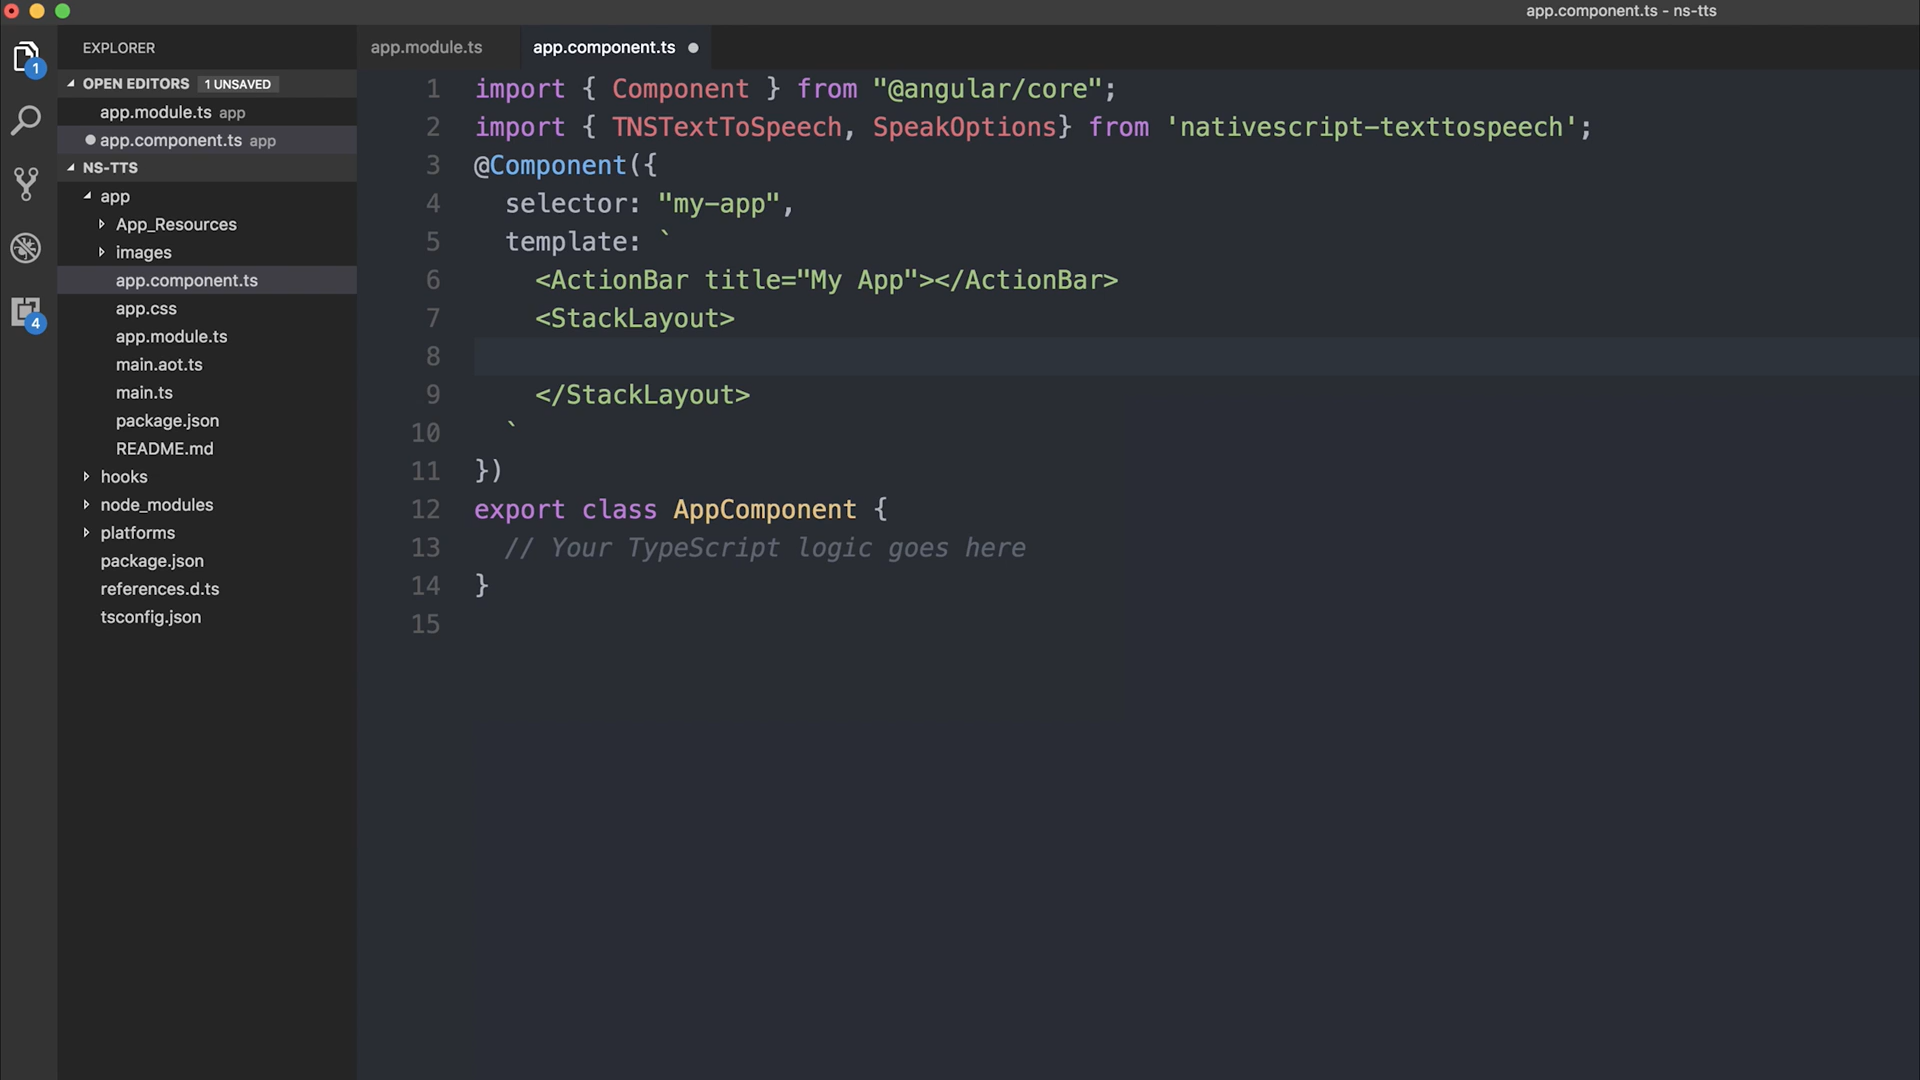 app.component.ts - ns-tts
EXPLORER
OPEN EDITORS 1 UNSAVED
app.module.ts app
app.component.ts app
NS-TTS
app
App_Resources
images
app.component.ts
app.css
app.module.ts
main.aot.ts
main.ts
package.json
README.md
hooks
node_modules
platforms
package.json
references.d.ts
tsconfig.json
1
4
app.module.ts app.component.ts
1 import { Component } from "@angular/core";
2 import { TNSTextToSpeech, SpeakOptions} from 'nativescript-texttospeech';
3 @Component({
4 selector: "my-app",
5 template: `
6 <ActionBar title="My App"></ActionBar>
7 <StackLayout>
8
9 </StackLayout>
10 `
11 })
12 export class AppComponent {
13 // Your TypeScript logic goes here
14 }
15